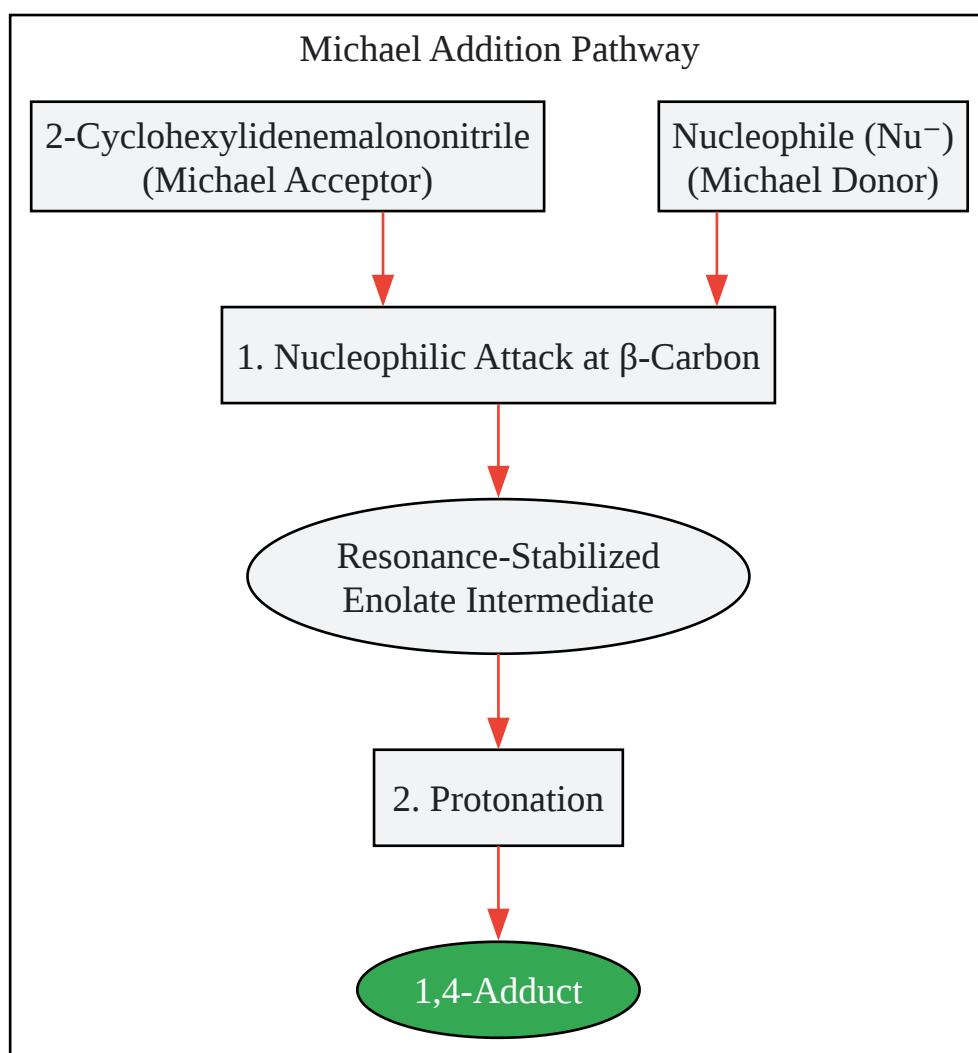 Michael Addition Pathway
2-Cyclohexylidenemalononitrile
(Michael Acceptor)
Nucleophile (Nu⁻)
(Michael Donor)
1. Nucleophilic Attack at β-Carbon
Resonance-Stabilized
Enolate Intermediate
2. Protonation
1,4-Adduct